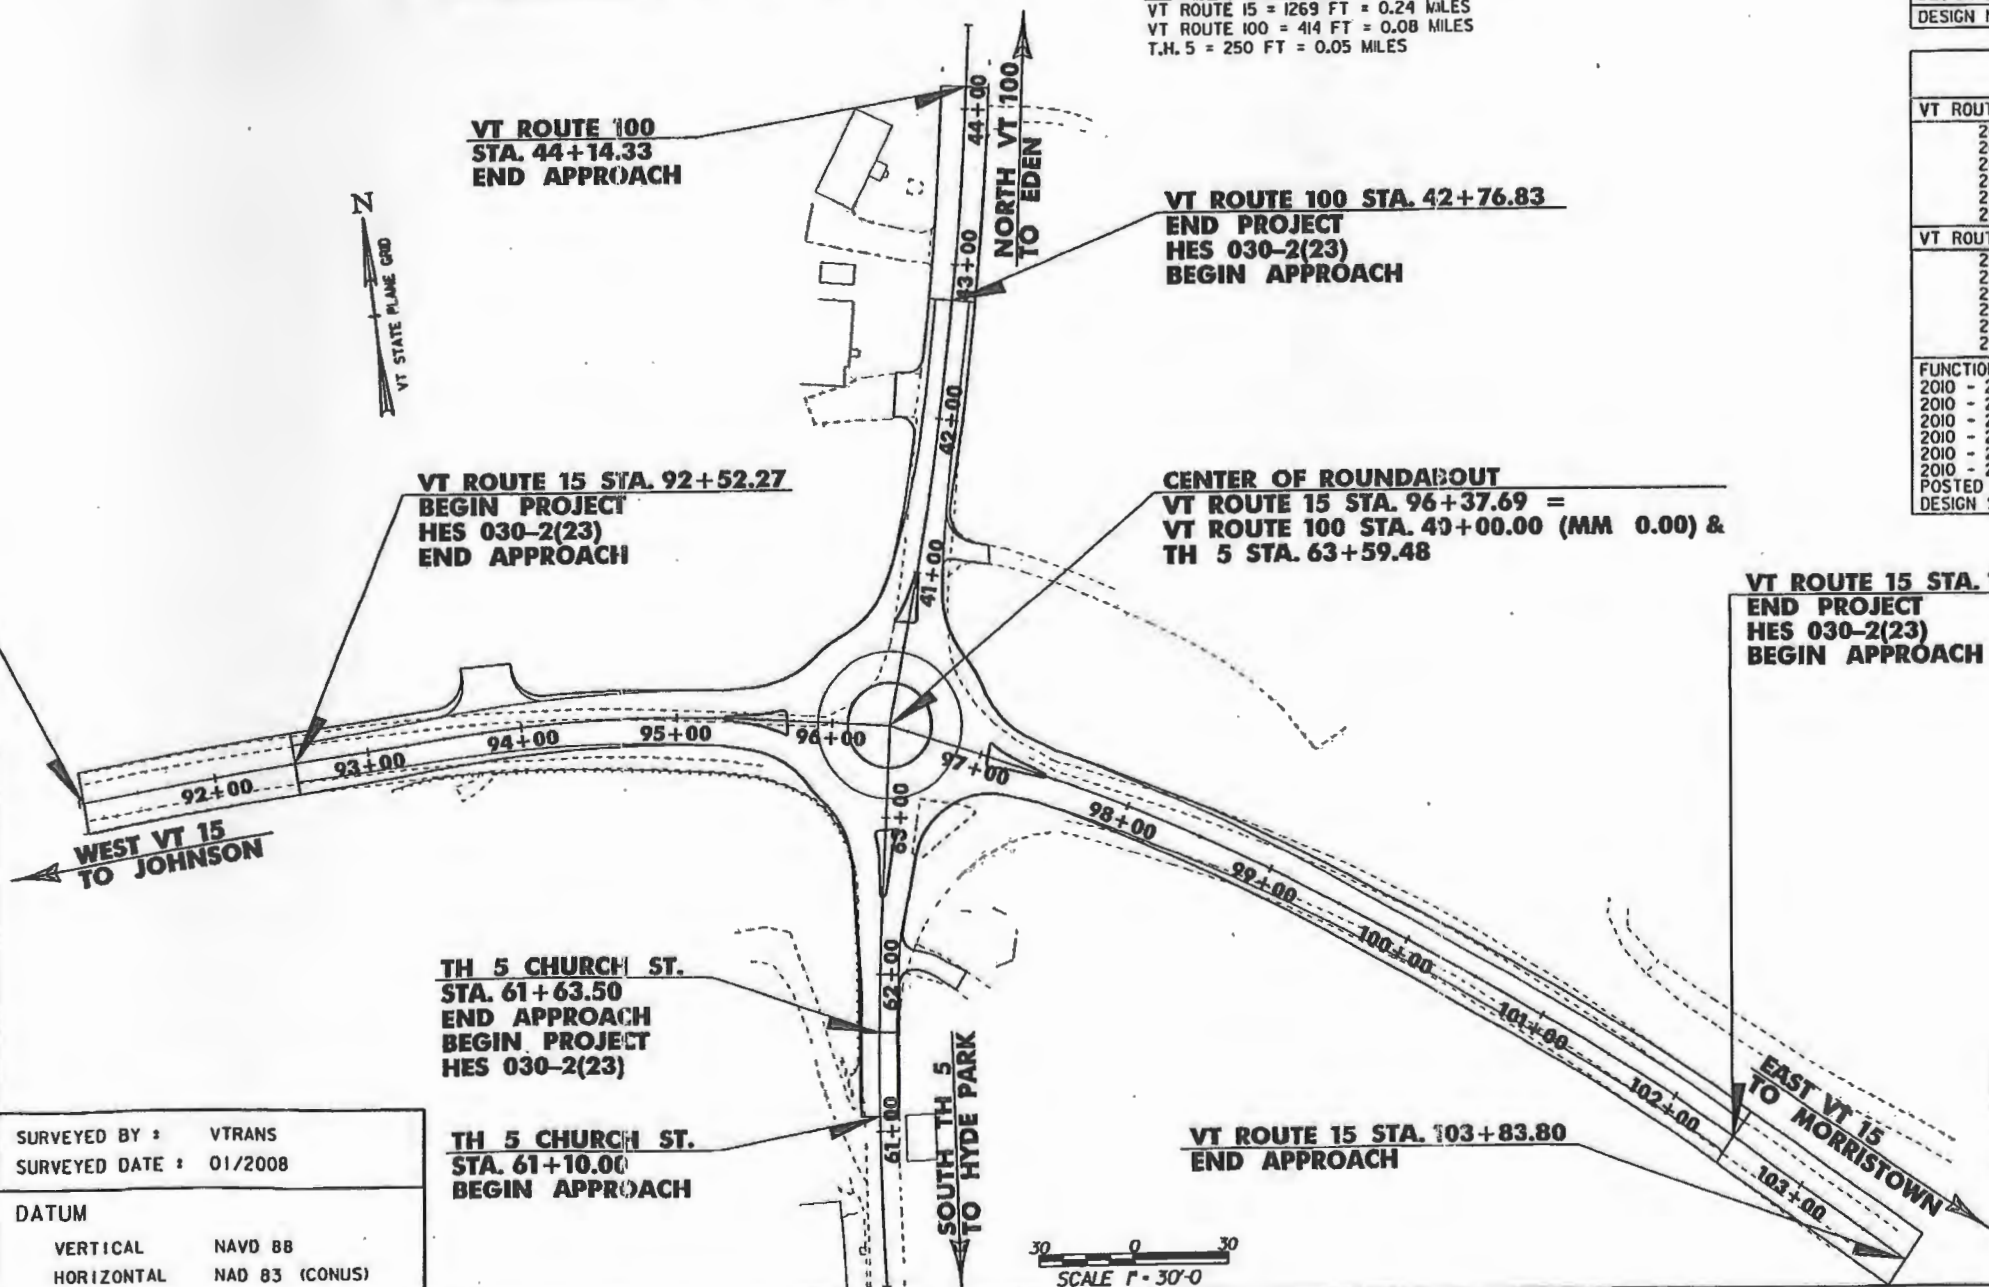 VT ROUTE 15 = 1269 FT = 0.24 MILES
VT ROUTE 100 = 414 FT = 0.08 MILES
T.H. 5 = 250 FT = 0.05 MILES
DESIGN
VT ROUTE 100
STA. 44+14.33
END APPROACH
44+00
NORTH VT 100
TO EDEN
43+00
VT ROUTE 100 STA. 42+76.83
END PROJECT
HES 030-2(23)
BEGIN APPROACH
N
VT STATE PLANE GRID
42+00
41+00
VT ROUTE 15 STA. 92+52.27
BEGIN PROJECT
HES 030-2(23)
END APPROACH
CENTER OF ROUNDABOUT
VT ROUTE 15 STA. 96+37.69 =
VT ROUTE 100 STA. 40+00.00 (MM 0.00) &
TH 5 STA. 63+59.48
VT ROUTE 15 STA.
END PROJECT
HES 030-2(23)
BEGIN APPROACH
92+00
93+00
94+00
95+00
96+00
97+00
98+00
99+00
100+00
101+00
102+00
103+00
WEST VT 15
TO JOHNSON
63+00
62+00
61+00
TH 5 CHURCH ST.
STA. 61+63.50
END APPROACH
BEGIN PROJECT
HES 030-2(23)
TH 5 CHURCH ST.
STA. 61+10.00
BEGIN APPROACH
SOUTH TH 5
TO HYDE PARK
EAST VT 15
TO MORRISTOWN
VT ROUTE 15 STA. 103+83.80
END APPROACH
30 0 30
SCALE 1" = 30'-0
SURVEYED BY : VTRANS
SURVEYED DATE : 01/2008
DATUM
VERTICAL NAVD 88
HORIZONTAL NAD 83 (CONUS)
VT
VT
2010 -
2010 -
2010 -
2010 -
2010 -
2010 -
POSTED
DESIGN